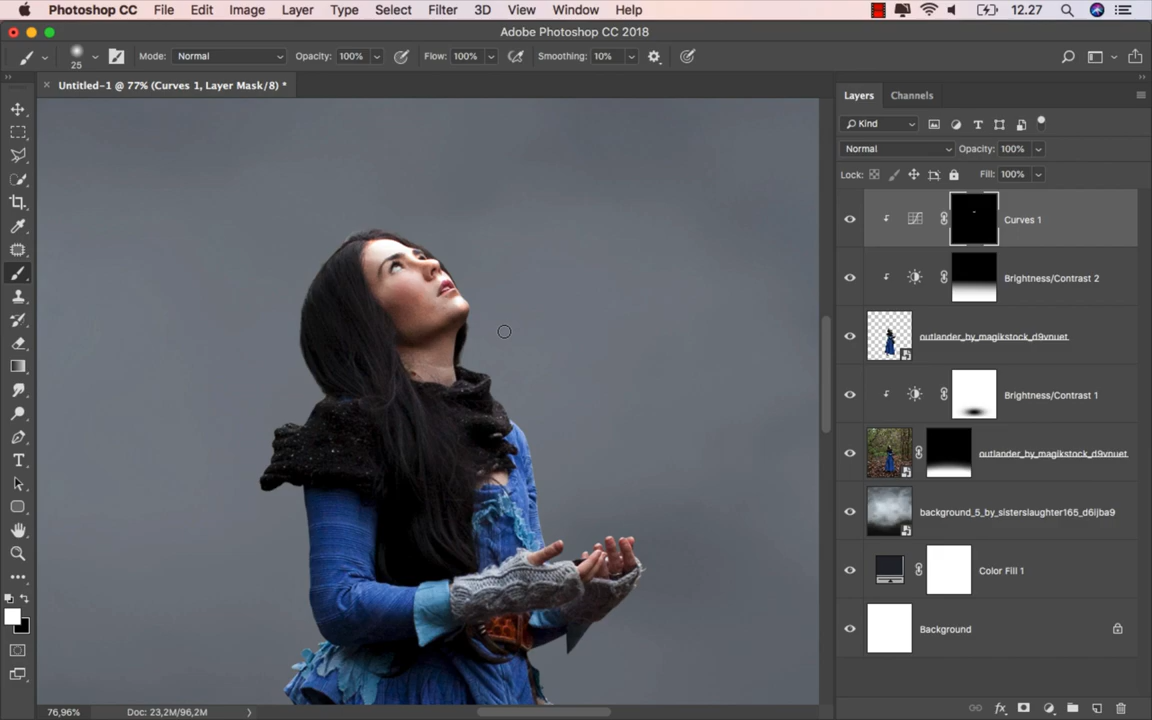 Photoshop CC File Edit Image Layer Type Select Filter 3D View Window Help 12.27
Adobe Photoshop CC 2018
25 Mode: Normal Opacity: 100% Flow: 100% Smoothing: 10%
Untitled-1 @ 77% (Curves 1, Layer Mask/8) *
Layers Channels
Kind
Normal Opacity: 100%
Lock: Fill: 100%
Curves 1
Brightness/Contrast 2
outlander_by_magikstock_d9vnuet
Brightness/Contrast 1
outlander_by_magikstock_d9vnuet
background_5_by_sisterslaughter165_d6ijba9
Color Fill 1
Background
76,96% Doc: 23,2M/96,2M